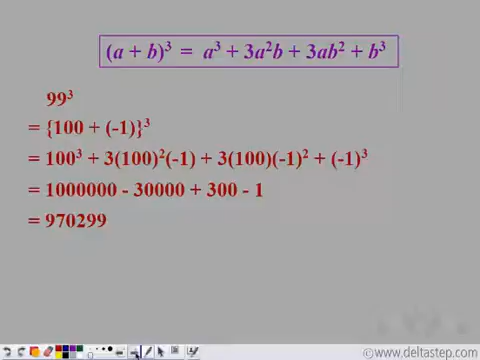 (a + b)³ = a³ + 3a²b + 3ab² + b³
99³
= {100 + (-1)}³
= 100³ + 3(100)²(-1) + 3(100)(-1)² + (-1)³
= 1000000 - 30000 + 300 - 1
= 970299
©www.deltastep.com